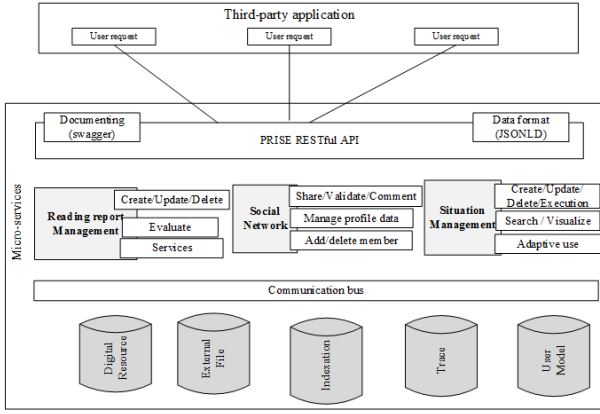 Third-party application
User request
User request
User request
Documenting
(swagger)
Data format
(JSONLD)
PRISE RESTful API
Micro-services
Reading report
Management
Create/Update/Delete
Evaluate
Services
Social
Network
Share/Validate/Comment
Manage profile data
Add/delete member
Situation
Management
Create/Update/
Delete/Execution
Search / Visualize
Adaptive use
Communication bus
Digital
Resource
External
File
Indexation
Trace
User
Model